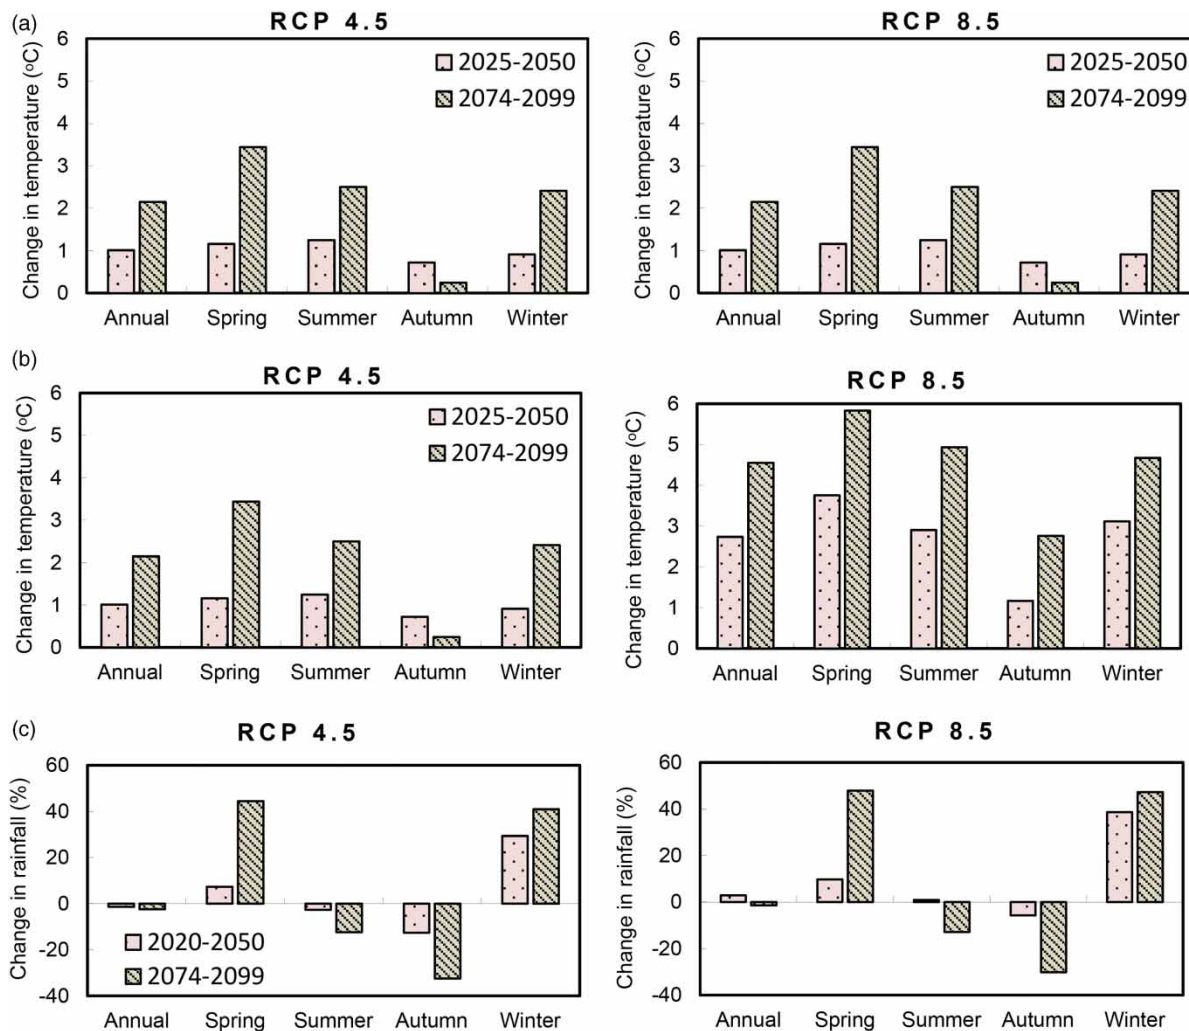 (a)
RCP 4.5
Change in temperature (oC)
6
5
4
3
2
1
0
2025-2050
2074-2099
Annual Spring Summer Autumn Winter
RCP 8.5
Change in temperature (oC)
6
5
4
3
2
1
0
2025-2050
2074-2099
Annual Spring Summer Autumn Winter
(b)
RCP 4.5
Change in temperature (oC)
6
5
4
3
2
1
0
2025-2050
2074-2099
Annual Spring Summer Autumn Winter
RCP 8.5
Change in temperature (oC)
6
5
4
3
2
1
0
Annual Spring Summer Autumn Winter
(c)
RCP 4.5
Change in rainfall (%)
60
40
20
0
-20
-40
2020-2050
2074-2099
Annual Spring Summer Autumn Winter
RCP 8.5
Change in rainfall (%)
60
40
20
0
-20
-40
Annual Spring Summer Autumn Winter